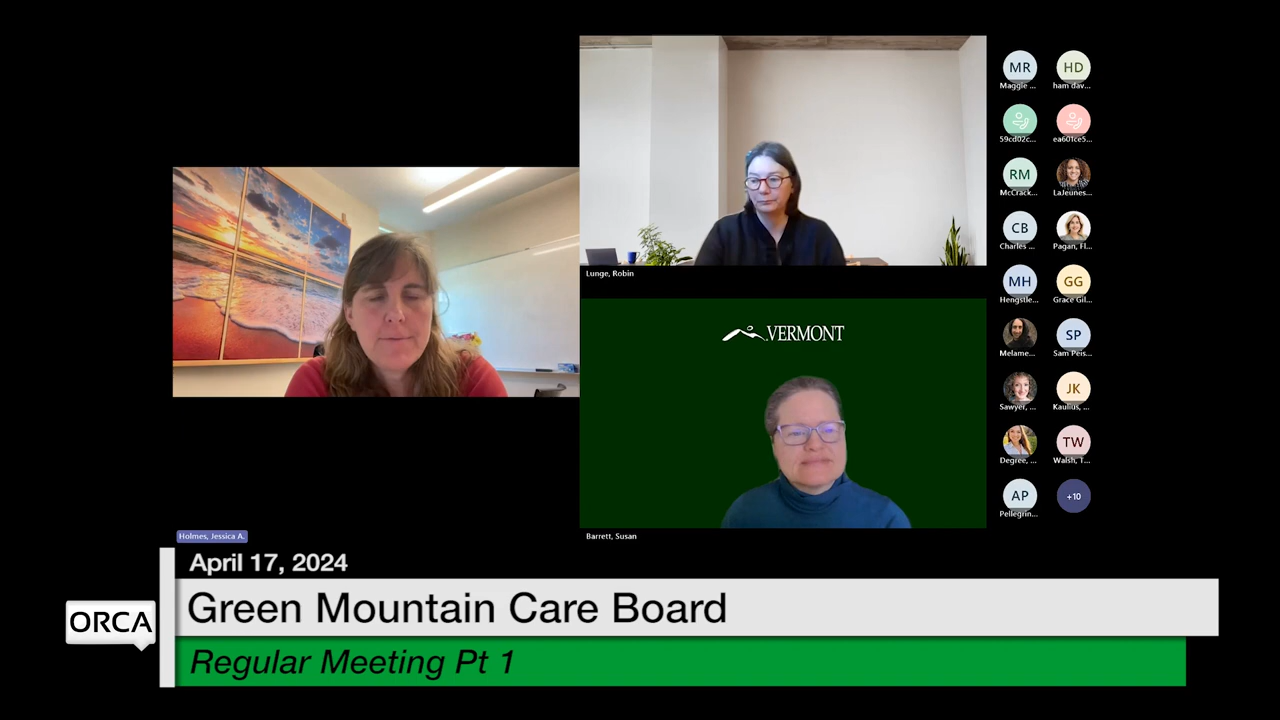 MR
HD
Maggie ...
ham dav...
59cd02c...
ea601ce5...
RM
McCrack...
LaJeunes...
CB
Charles ...
Pagan, Fl...
MH
GG
Hengstle...
Grace Gil...
SP
Melame...
Sam Peis...
JK
Sawyer, ...
Kaulius, ...
TW
Degree, ...
Walsh, T...
AP
+10
Pellegrin...
Lunge, Robin
VERMONT
Holmes, Jessica A.
Barrett, Susan
April 17, 2024
ORCA
Green Mountain Care Board
Regular Meeting Pt 1